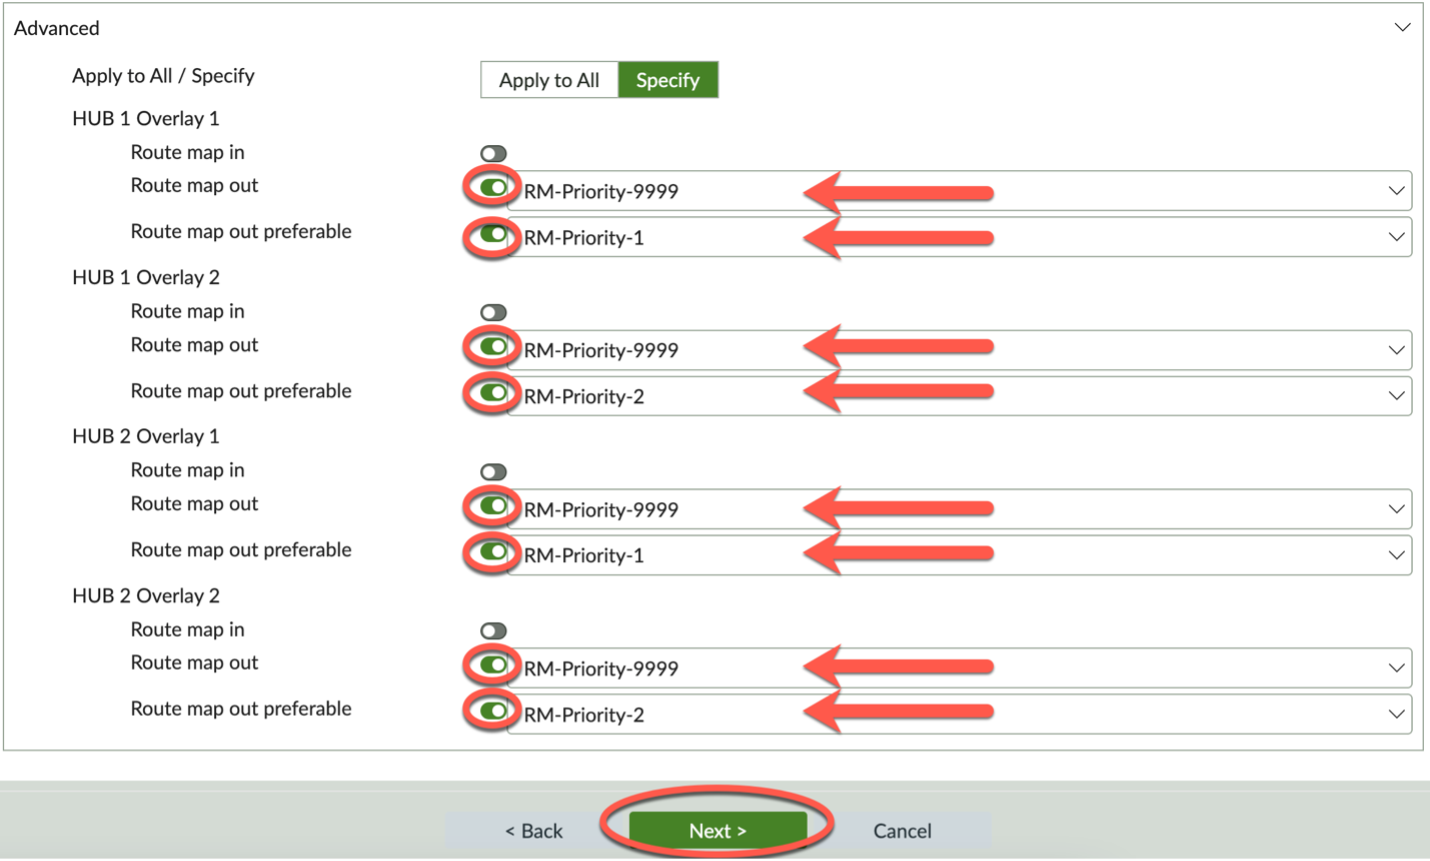 Advanced
Apply to All / Specify Apply to All Specify
HUB 1 Overlay 1
Route map in
Route map out RM-Priority-9999
Route map out preferable RM-Priority-1
HUB 1 Overlay 2
Route map in
Route map out RM-Priority-9999
Route map out preferable RM-Priority-2
HUB 2 Overlay 1
Route map in
Route map out RM-Priority-9999
Route map out preferable RM-Priority-1
HUB 2 Overlay 2
Route map in
Route map out RM-Priority-9999
Route map out preferable RM-Priority-2
< Back Next > Cancel